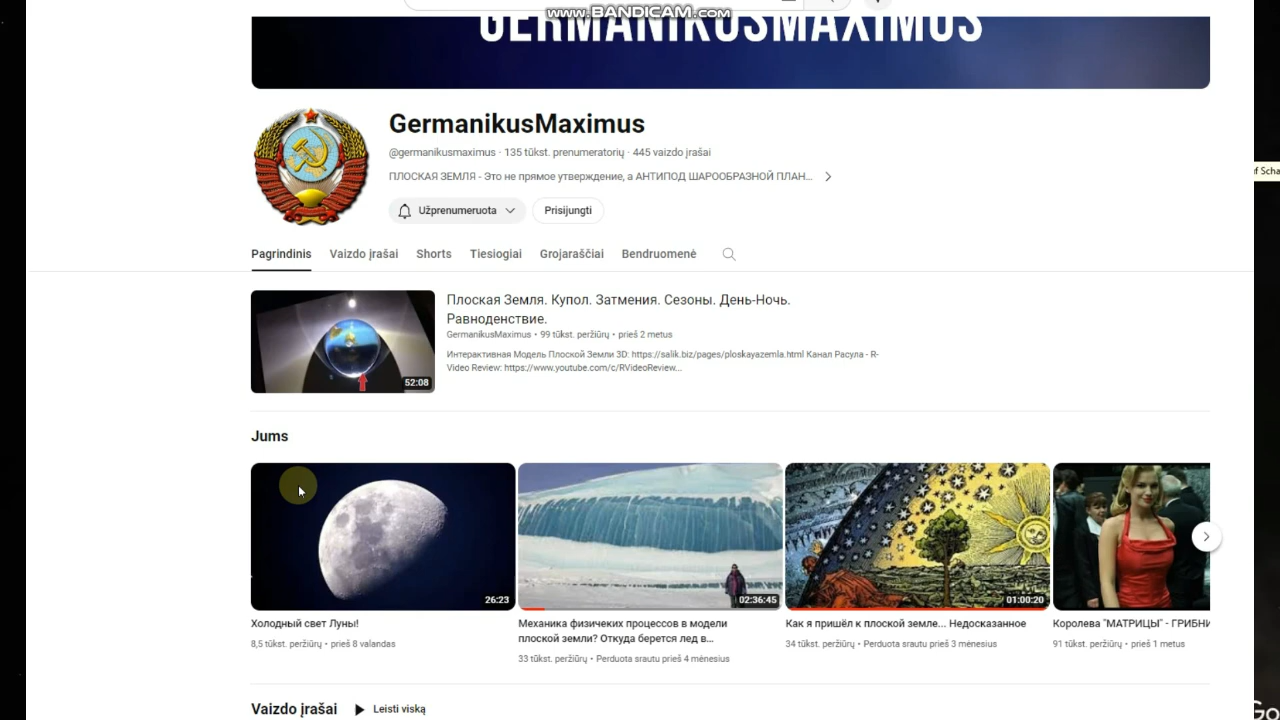 www.BANDICAM.com
GERMANIKUSMAXIMUS
GermanikusMaximus
@germanikusmaximus · 135 tūkst. prenumeratorių · 445 vaizdo įrašai
ПЛОСКАЯ ЗЕМЛЯ - Это не прямое утверждение, а АНТИПОД ШАРООБРАЗНОЙ ПЛАН...
Užprenumeruota
Prisijungti
Pagrindinis Vaizdo įrašai Shorts Tiesiogiai Grojaraščiai Bendruomenė
Плоская Земля. Купол. Затмения. Сезоны. День-Ночь.
Равноденствие.
GermanikusMaximus • 99 tūkst. peržiūrų • prieš 2 metus
Интерактивная Модель Плоской Земли 3D: https://salik.biz/pages/ploskayazemla.html Канал Расула - R-
Video Review: https://www.youtube.com/c/RVideoReview...
52:08
Jums
26:23
02:36:45
01:00:20
Холодный свет Луны!
8,5 tūkst. peržiūrų • prieš 8 valandas
Механика физичеких процессов в модели
плоской земли? Откуда берется лед в...
33 tūkst. peržiūrų • Perduota srautu prieš 4 mėnesius
Как я пришёл к плоской земле... Недосказанное
34 tūkst. peržiūrų • Perduota srautu prieš 3 mėnesius
Королева "МАТРИЦЫ" - ГРИБНИ
91 tūkst. peržiūrų • prieš 1 metus
Vaizdo įrašai Leisti viską